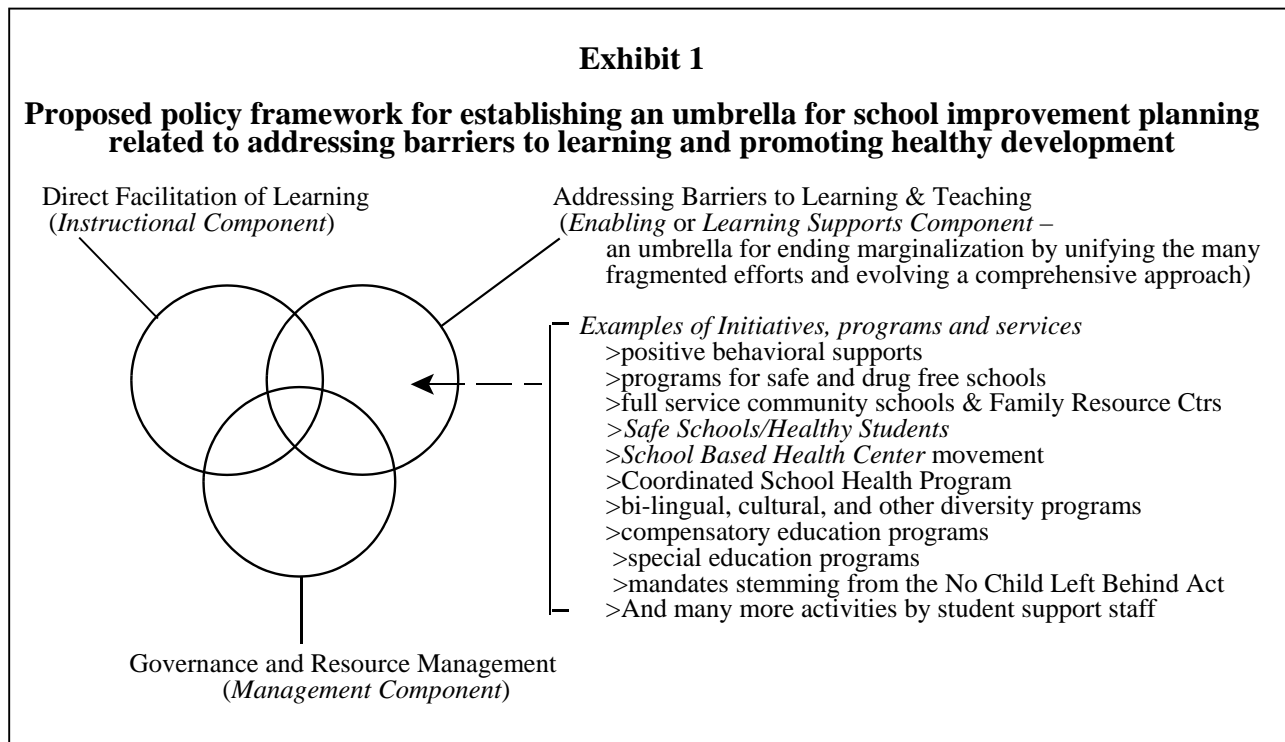 Exhibit 1
Proposed policy framework for establishing an umbrella for school improvement planning
related to addressing barriers to learning and promoting healthy development
Direct Facilitation of Learning
(Instructional Component)
Addressing Barriers to Learning & Teaching
(Enabling or Learning Supports Component –
an umbrella for ending marginalization by unifying the many
fragmented efforts and evolving a comprehensive approach)
Examples of Initiatives, programs and services
>positive behavioral supports
>programs for safe and drug free schools
>full service community schools & Family Resource Ctrs
>Safe Schools/Healthy Students
>School Based Health Center movement
>Coordinated School Health Program
>bi-lingual, cultural, and other diversity programs
>compensatory education programs
>special education programs
>mandates stemming from the No Child Left Behind Act
>And many more activities by student support staff
Governance and Resource Management
(Management Component)